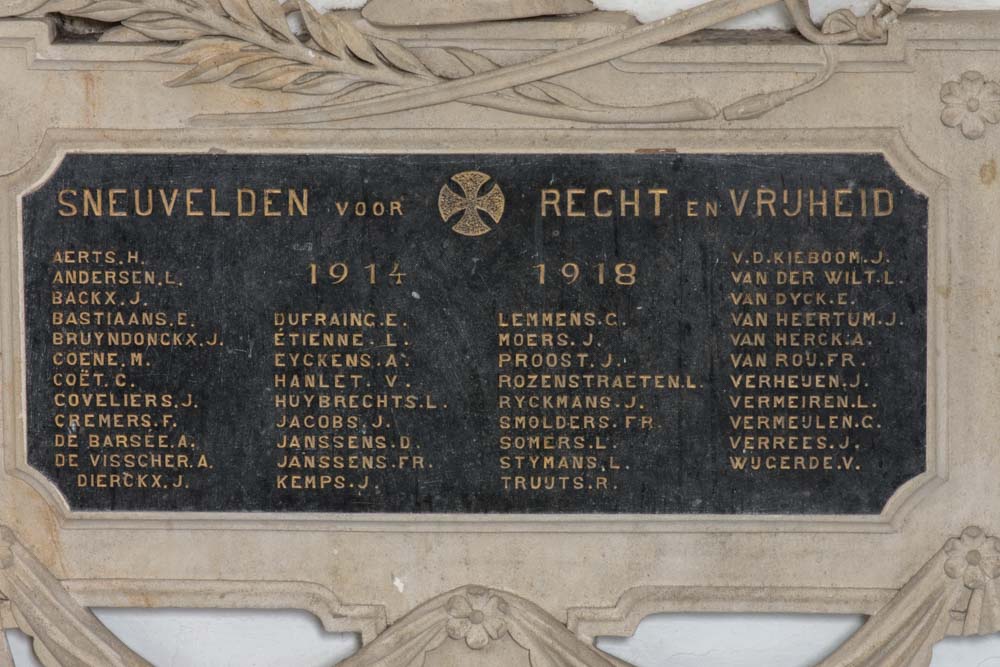 SNEUVELDEN VOOR RECHT EN VRIJHEID
1914 1918
AERTS.H.
ANDERSEN.L.
BACKX.J.
BASTIAANS.E.
BRUYNDONCKX.J.
COENE.M.
COËT.C.
COVELIERS.J.
CREMERS.F.
DE BARSÉE.A.
DE VISSCHER.A.
DIERCKX.J.
DUFRAING.E.
ÉTIENNE.L.
EYCKENS.A.
HANLET.V.
HUYBRECHTS.L.
JACOBS.J.
JANSSENS.D.
JANSSENS.FR.
KEMPS.J.
LEMMENS.G.
MOERS.J.
PROOST.J.
ROZENSTRAETEN.L.
RYCKMANS.J.
SMOLDERS.FR.
SOMERS.L.
STYMANS.L.
TRUIJTS.R.
V.D.KIEBOOM.J.
VAN DER WILT.L.
VAN DYCK.E.
VAN HEERTUM.J.
VAN HERCK.A.
VAN ROIJ.FR.
VERHEIJEN.J.
VERMEIREN.L.
VERMEULEN.C.
VERREES.J.
WIJGERDE.V.